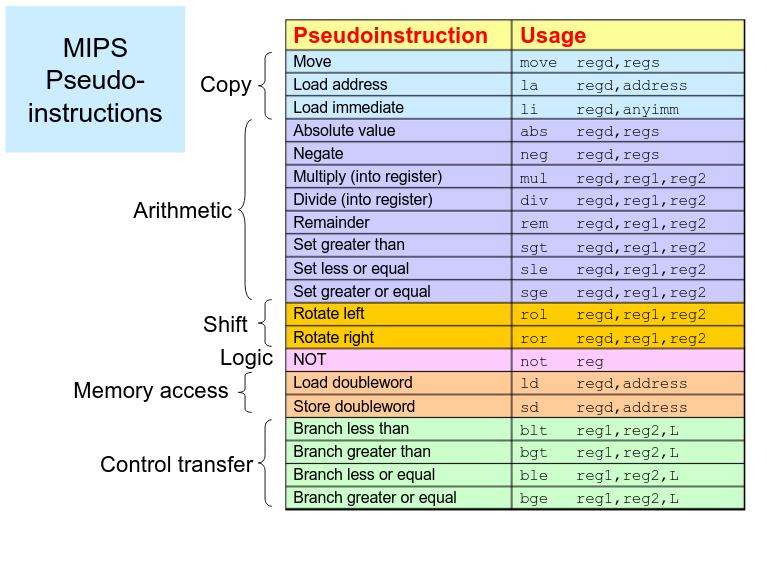 MIPS
Pseudo-
instructions
Pseudoinstruction Usage
Copy
Move move regd,regs
Load address la regd,address
Load immediate li regd,anyimm
Arithmetic
Absolute value abs regd,regs
Negate neg regd,regs
Multiply (into register) mul regd,reg1,reg2
Divide (into register) div regd,reg1,reg2
Remainder rem regd,reg1,reg2
Set greater than sgt regd,reg1,reg2
Set less or equal sle regd,reg1,reg2
Set greater or equal sge regd,reg1,reg2
Shift
Rotate left rol regd,reg1,reg2
Rotate right ror regd,reg1,reg2
Logic
NOT not reg
Memory access
Load doubleword ld regd,address
Store doubleword sd regd,address
Control transfer
Branch less than blt reg1,reg2,L
Branch greater than bgt reg1,reg2,L
Branch less or equal ble reg1,reg2,L
Branch greater or equal bge reg1,reg2,L